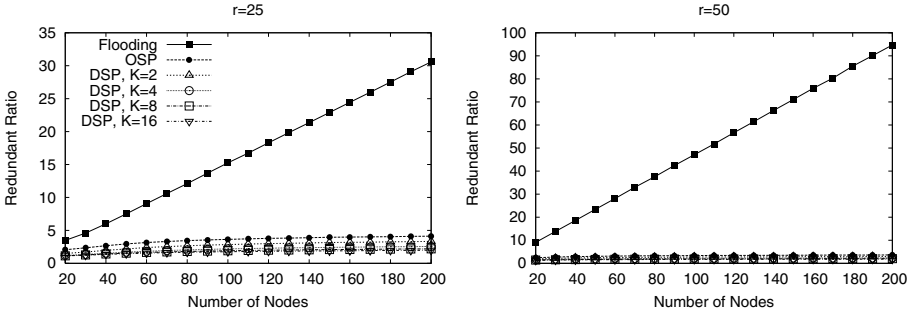 r=25
35
30
25
20
15
10
5
0
Redundant Ratio
Flooding
OSP
DSP, K=2
DSP, K=4
DSP, K=8
DSP, K=16
20 40 60 80 100 120 140 160 180 200
Number of Nodes
r=50
100
90
80
70
60
50
40
30
20
10
0
Redundant Ratio
20 40 60 80 100 120 140 160 180 200
Number of Nodes